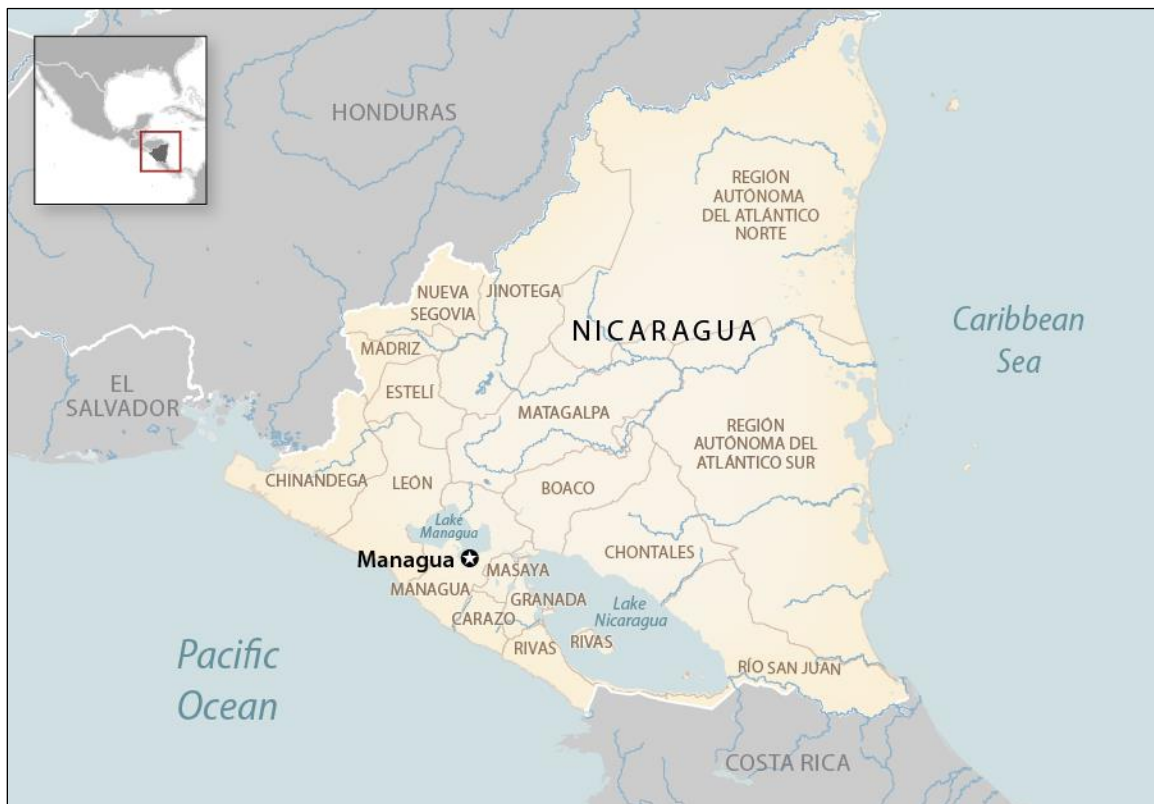 HONDURAS
REGIÓN
AUTÓNOMA
DEL ATLÁNTICO
NORTE
NUEVA
SEGOVIA
JINOTEGA
NICARAGUA
Caribbean
Sea
MADRIZ
EL
SALVADOR
ESTELÍ
MATAGALPA
REGIÓN
AUTÓNOMA DEL
ATLÁNTICO SUR
CHINANDEGA
LEÓN
BOACO
Lake
Managua
Managua
CHONTALES
MASAYA
MANAGUA
GRANADA
Lake
Nicaragua
CARAZO
RIVAS
RIVAS
Pacific
Ocean
RÍO SAN JUAN
COSTA RICA